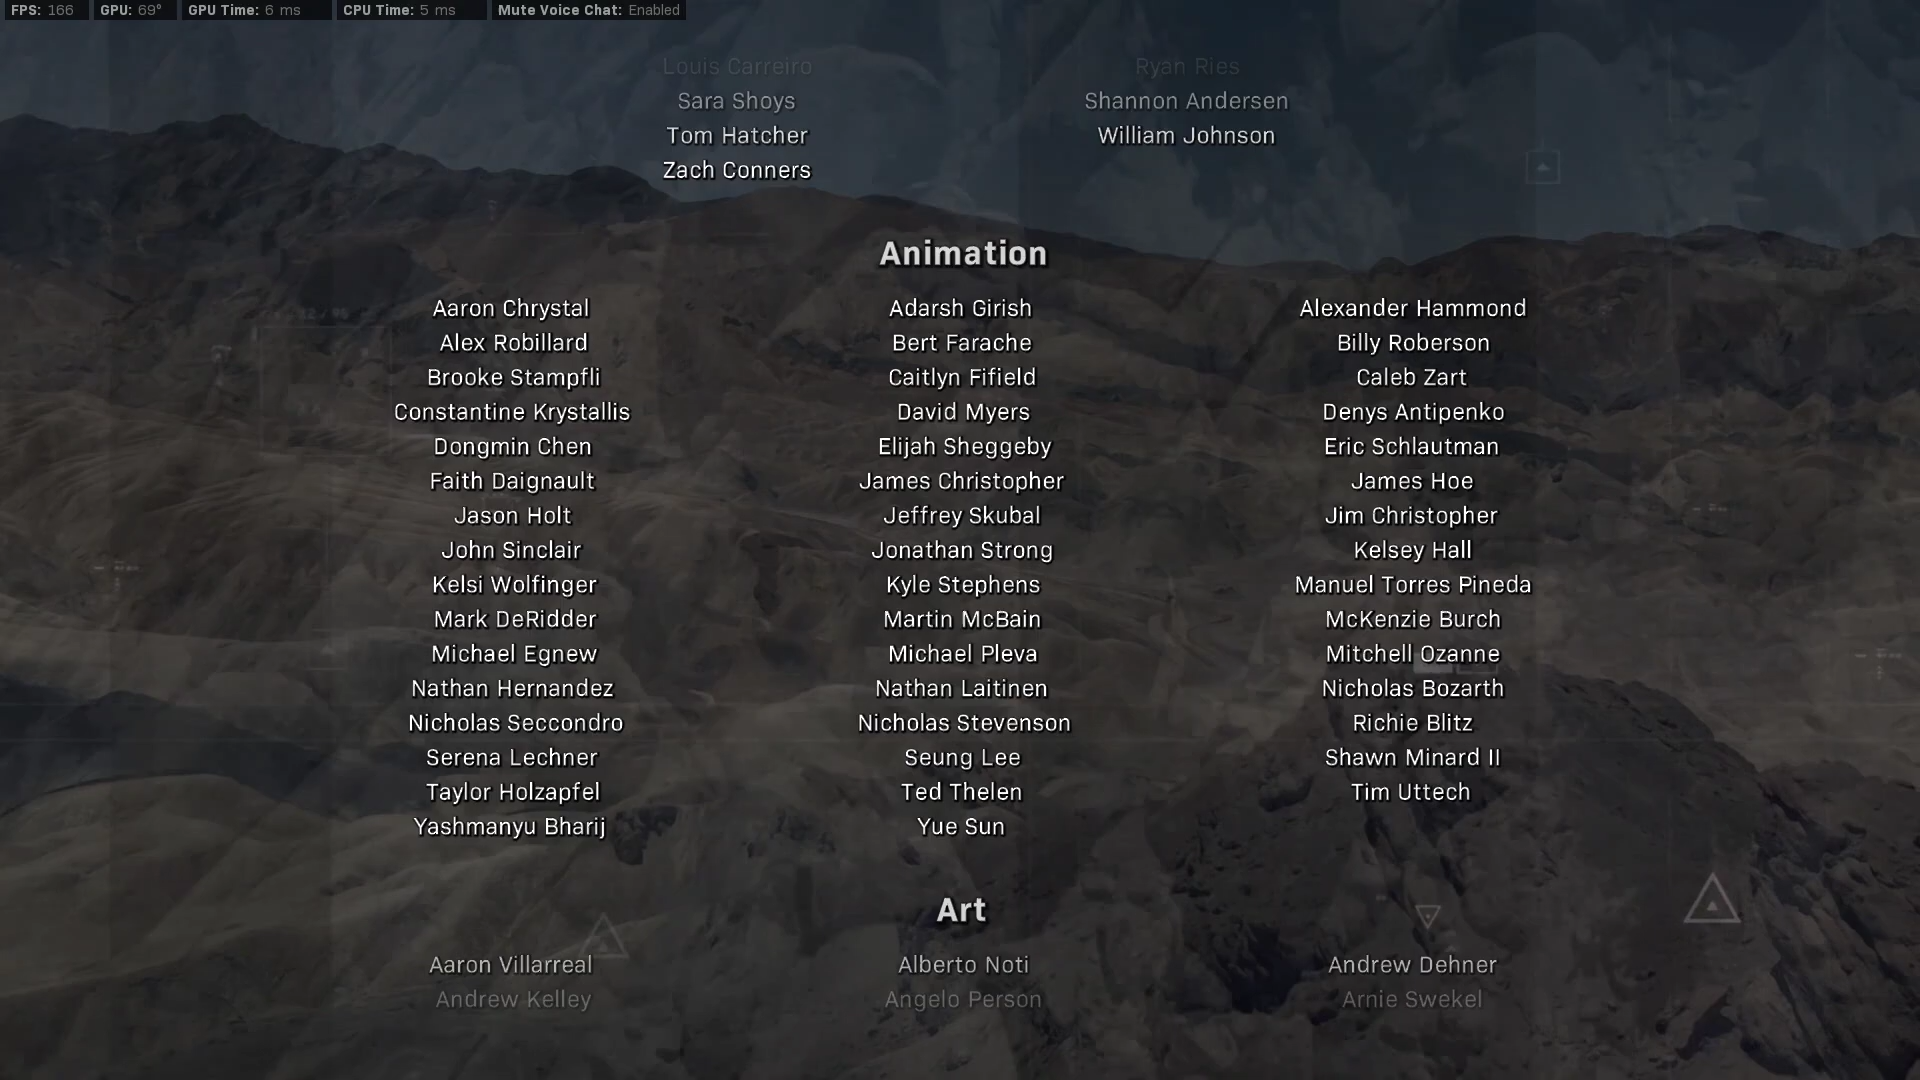 FPS: 166 GPU: 69° GPU Time: 6 ms CPU Time: 5 ms Mute Voice Chat: Enabled
Louis Carreiro Ryan Ries
Sara Shoys Shannon Andersen
Tom Hatcher William Johnson
Zach Conners
Animation
Aaron Chrystal Adarsh Girish Alexander Hammond
Alex Robillard Bert Farache Billy Roberson
Brooke Stampfli Caitlyn Fifield Caleb Zart
Constantine Krystallis David Myers Denys Antipenko
Dongmin Chen Elijah Sheggeby Eric Schlautman
Faith Daignault James Christopher James Hoe
Jason Holt Jeffrey Skubal Jim Christopher
John Sinclair Jonathan Strong Kelsey Hall
Kelsi Wolfinger Kyle Stephens Manuel Torres Pineda
Mark DeRidder Martin McBain McKenzie Burch
Michael Egnew Michael Pleva Mitchell Ozanne
Nathan Hernandez Nathan Laitinen Nicholas Bozarth
Nicholas Seccondro Nicholas Stevenson Richie Blitz
Serena Lechner Seung Lee Shawn Minard II
Taylor Holzapfel Ted Thelen Tim Uttech
Yashmanyu Bharij Yue Sun
Art
Aaron Villarreal Alberto Noti Andrew Dehner
Andrew Kelley Angelo Person Arnie Swekel